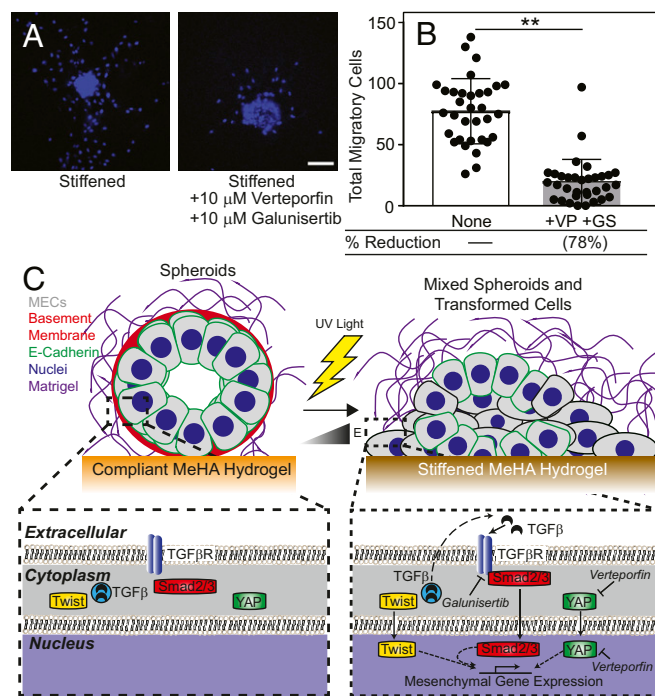 A
Stiffened
Stiffened
+10 μM Verteporfin
+10 μM Galunisertib
B
**
Total Migratory Cells
150
100
50
0
None
+VP +GS
% Reduction
—
(78%)
C
Spheroids
MECs
Basement
Membrane
E-Cadherin
Nuclei
Matrigel
UV Light
E
Mixed Spheroids and
Transformed Cells
Compliant MeHA Hydrogel
Stiffened MeHA Hydrogel
Extracellular
TGFβR
Cytoplasm
Twist
TGFβ
Smad2/3
YAP
Nucleus
TGFβ
TGFβR
TGFβ
Smad2/3
Verteporfin
Twist
Galunisertib
YAP
Twist
Smad2/3
YAP
Verteporfin
Mesenchymal Gene Expression